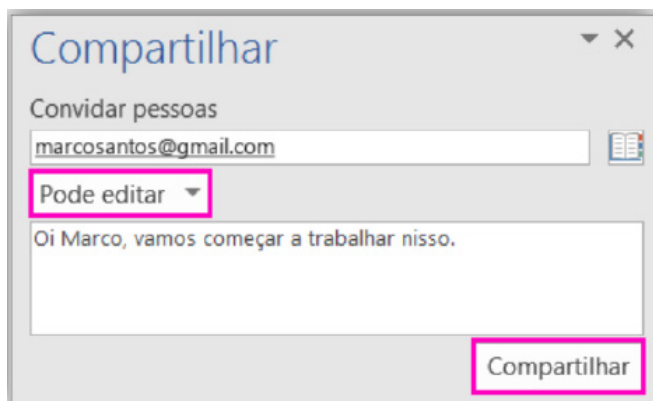 Compartilhar
Convidar pessoas
marcosantos@gmail.com
Pode editar
Oi Marco, vamos começar a trabalhar nisso.
Compartilhar